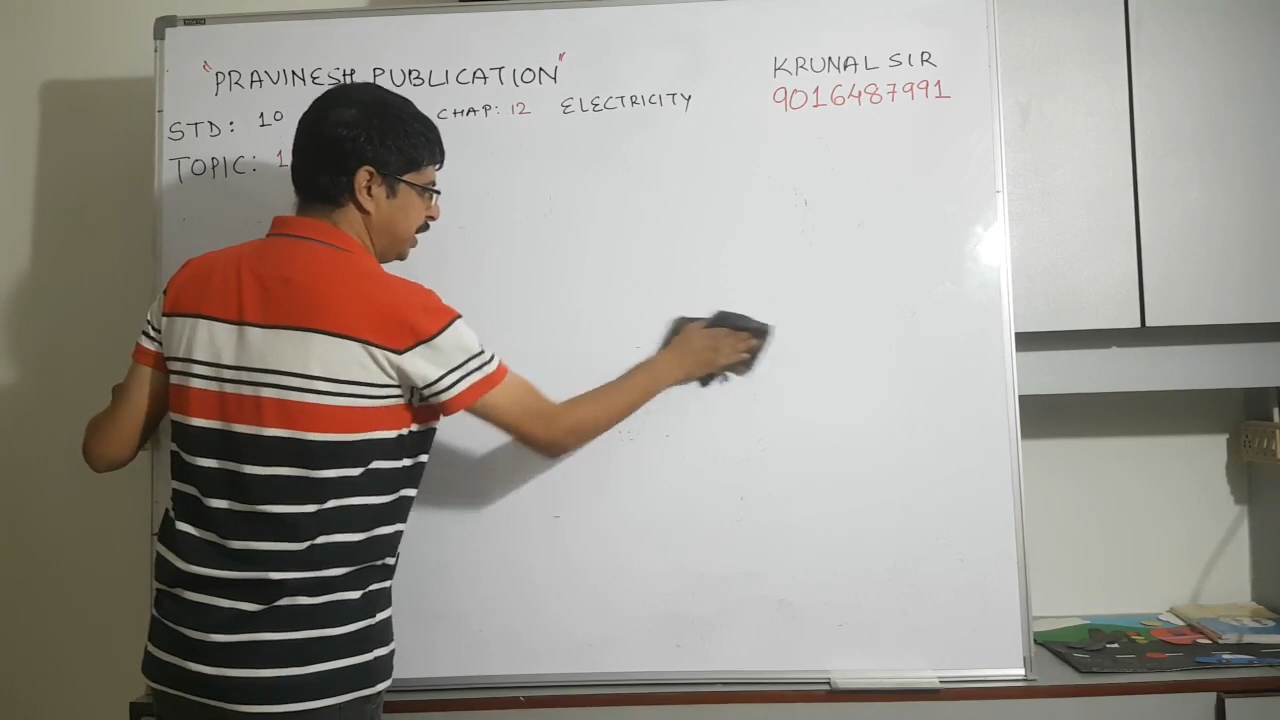 "PRAVINESH PUBLICATION"
KRUNAL SIR
9016487991
STD: 10 CHAP: 12 ELECTRICITY
TOPIC: 1